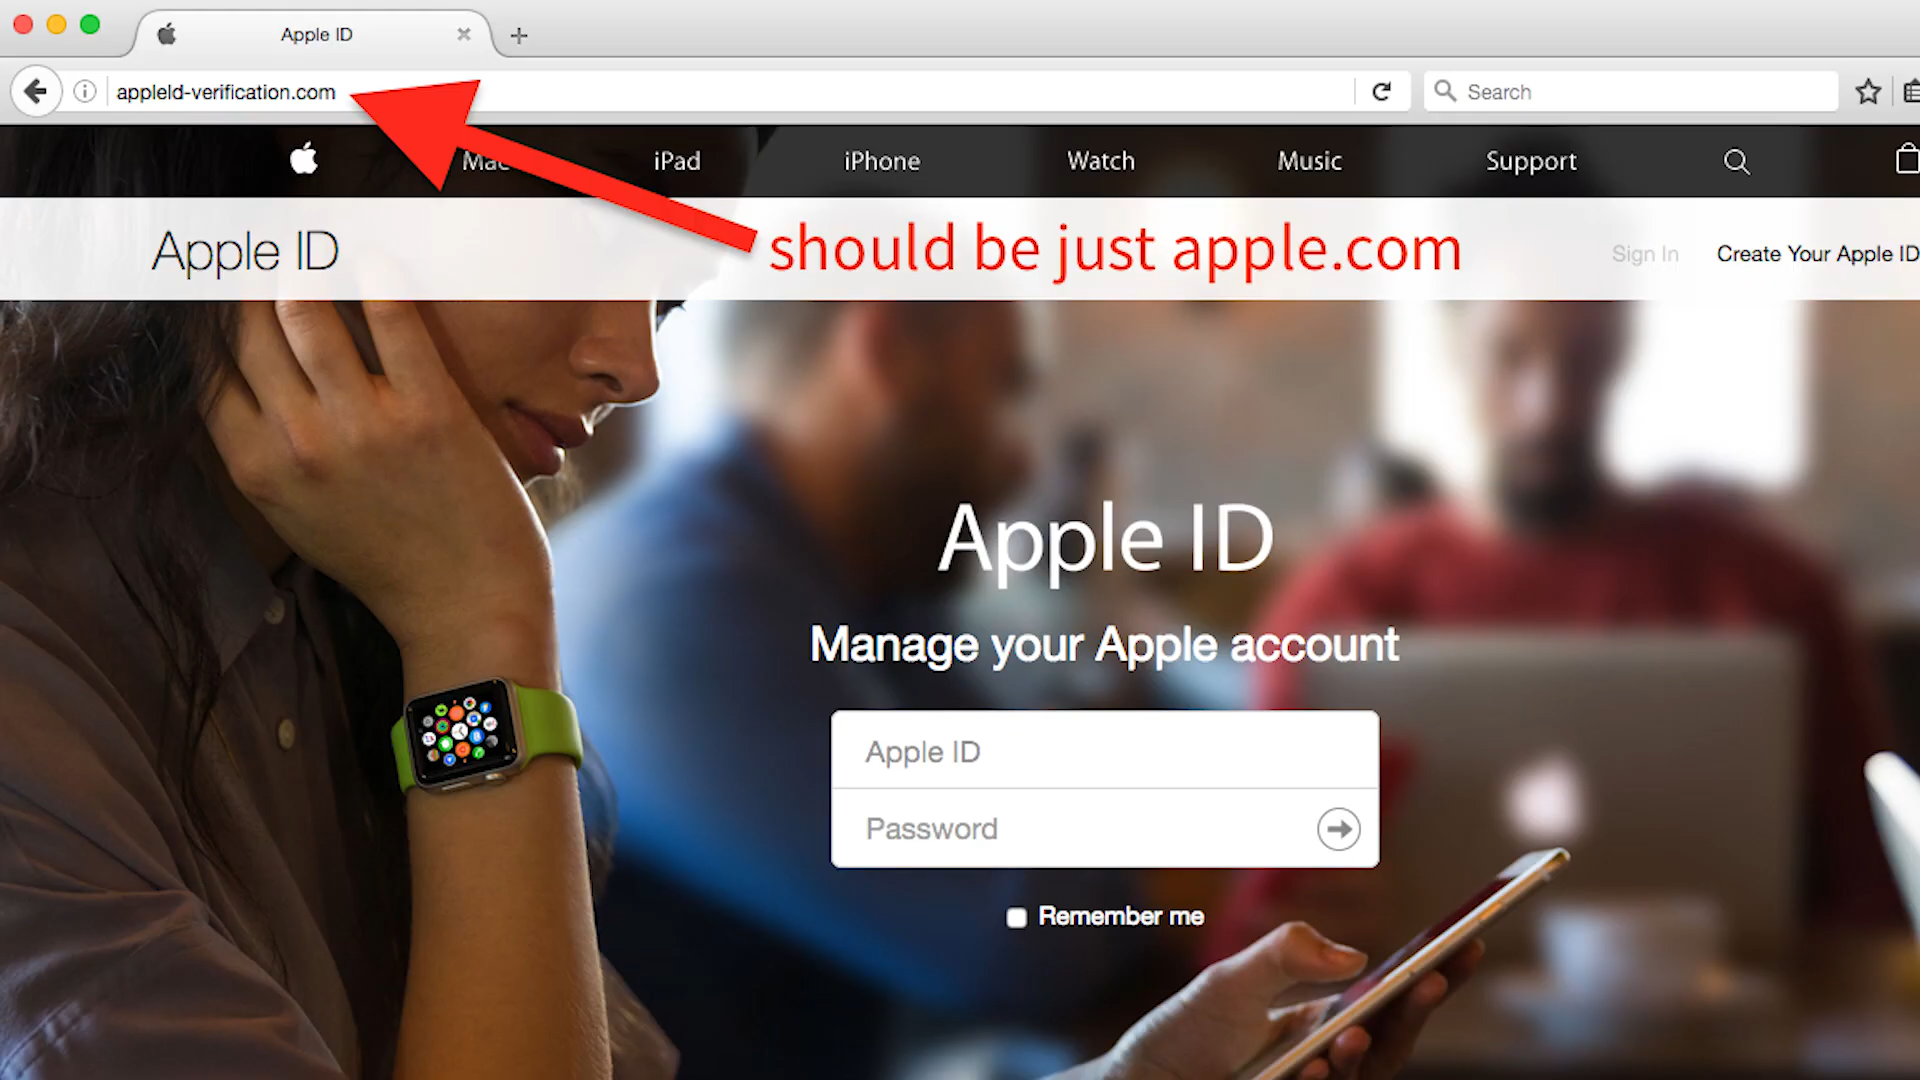 Apple ID
appleld-verification.com
Search
Mac iPad iPhone Watch Music Support
Apple ID
should be just apple.com
Sign In Create Your Apple ID
Apple ID
Manage your Apple account
Apple ID
Password
Remember me